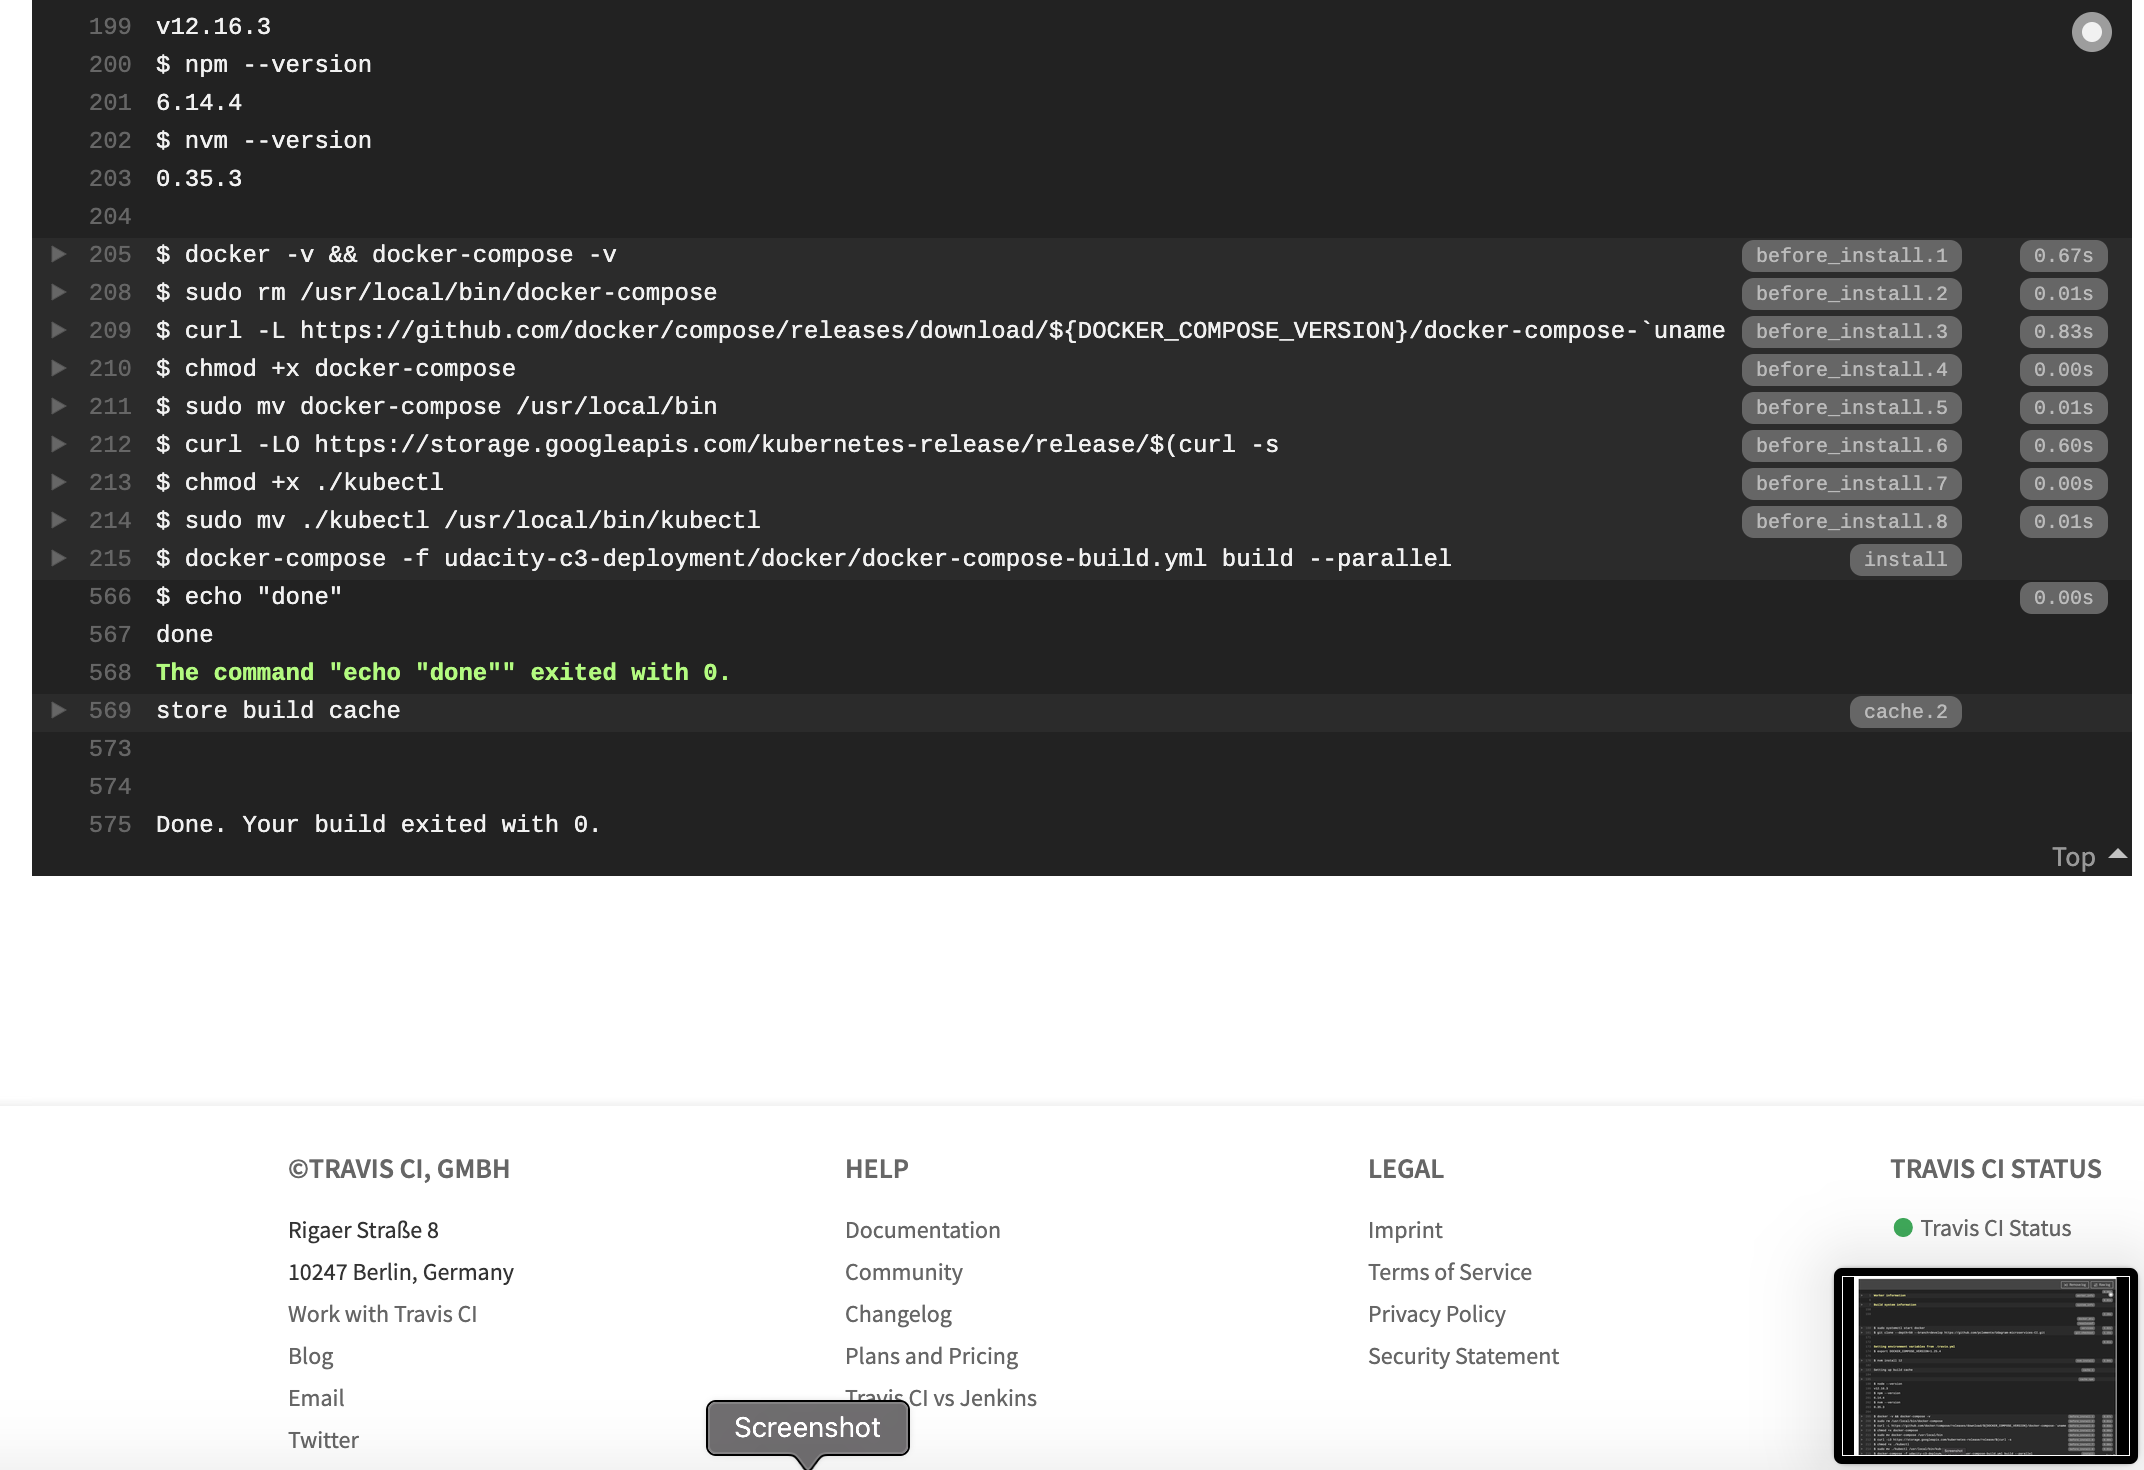 199 v12.16.3
200 $ npm --version
201 6.14.4
202 $ nvm --version
203 0.35.3
204
205 $ docker -v && docker-compose -v before_install.1 0.67s
208 $ sudo rm /usr/local/bin/docker-compose before_install.2 0.01s
209 $ curl -L https://github.com/docker/compose/releases/download/${DOCKER_COMPOSE_VERSION}/docker-compose-`uname before_install.3 0.83s
210 $ chmod +x docker-compose before_install.4 0.00s
211 $ sudo mv docker-compose /usr/local/bin before_install.5 0.01s
212 $ curl -LO https://storage.googleapis.com/kubernetes-release/release/$(curl -s before_install.6 0.60s
213 $ chmod +x ./kubectl before_install.7 0.00s
214 $ sudo mv ./kubectl /usr/local/bin/kubectl before_install.8 0.01s
215 $ docker-compose -f udacity-c3-deployment/docker/docker-compose-build.yml build --parallel install
566 $ echo "done" 0.00s
567 done
568 The command "echo "done"" exited with 0.
569 store build cache cache.2
573
574
575 Done. Your build exited with 0.
Top
©TRAVIS CI, GMBH
Rigaer Straße 8
10247 Berlin, Germany
Work with Travis CI
Blog
Email
Twitter
HELP
Documentation
Community
Changelog
Plans and Pricing
Travis CI vs Jenkins
LEGAL
Imprint
Terms of Service
Privacy Policy
Security Statement
TRAVIS CI STATUS
Travis CI Status
Screenshot